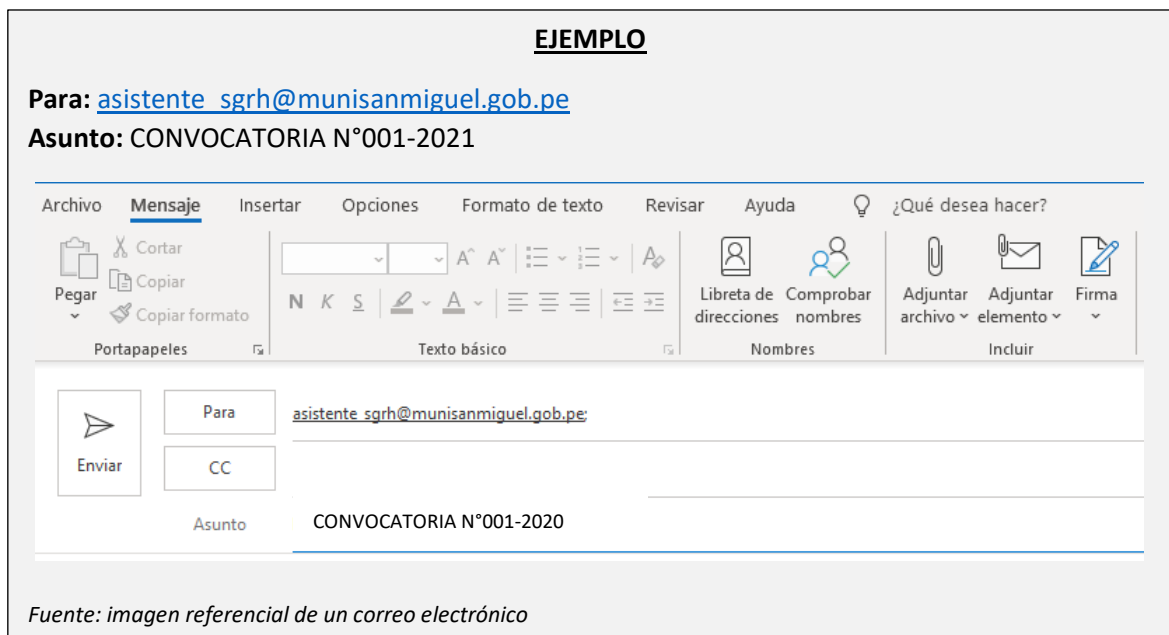 EJEMPLO
Para: asistente_sgrh@munisanmiguel.gob.pe
Asunto: CONVOCATORIA N°001-2021
Archivo Mensaje Insertar Opciones Formato de texto Revisar Ayuda ¿Qué desea hacer?
Pegar
Cortar
Copiar
Copiar formato
Portapapeles
N K S A
Texto básico
Libreta de direcciones
Comprobar nombres
Nombres
Adjuntar archivo
Adjuntar elemento
Firma
Incluir
Enviar
Para asistente_sgrh@munisanmiguel.gob.pe;
CC
Asunto CONVOCATORIA N°001-2020
Fuente: imagen referencial de un correo electrónico